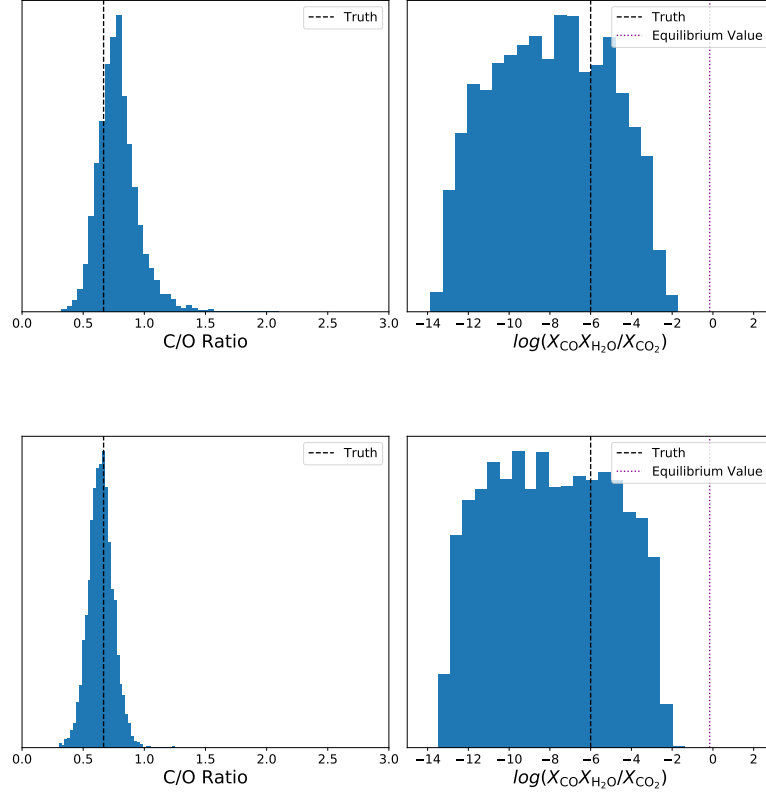 Truth
0.0 0.5 1.0 1.5 2.0 2.5 3.0
C/O Ratio
Truth
Equilibrium Value
−14 −12 −10 −8 −6 −4 −2 0 2
log(X_CO X_H₂O/X_CO₂)
Truth
0.0 0.5 1.0 1.5 2.0 2.5 3.0
C/O Ratio
Truth
Equilibrium Value
−14 −12 −10 −8 −6 −4 −2 0 2
log(X_CO X_H₂O/X_CO₂)